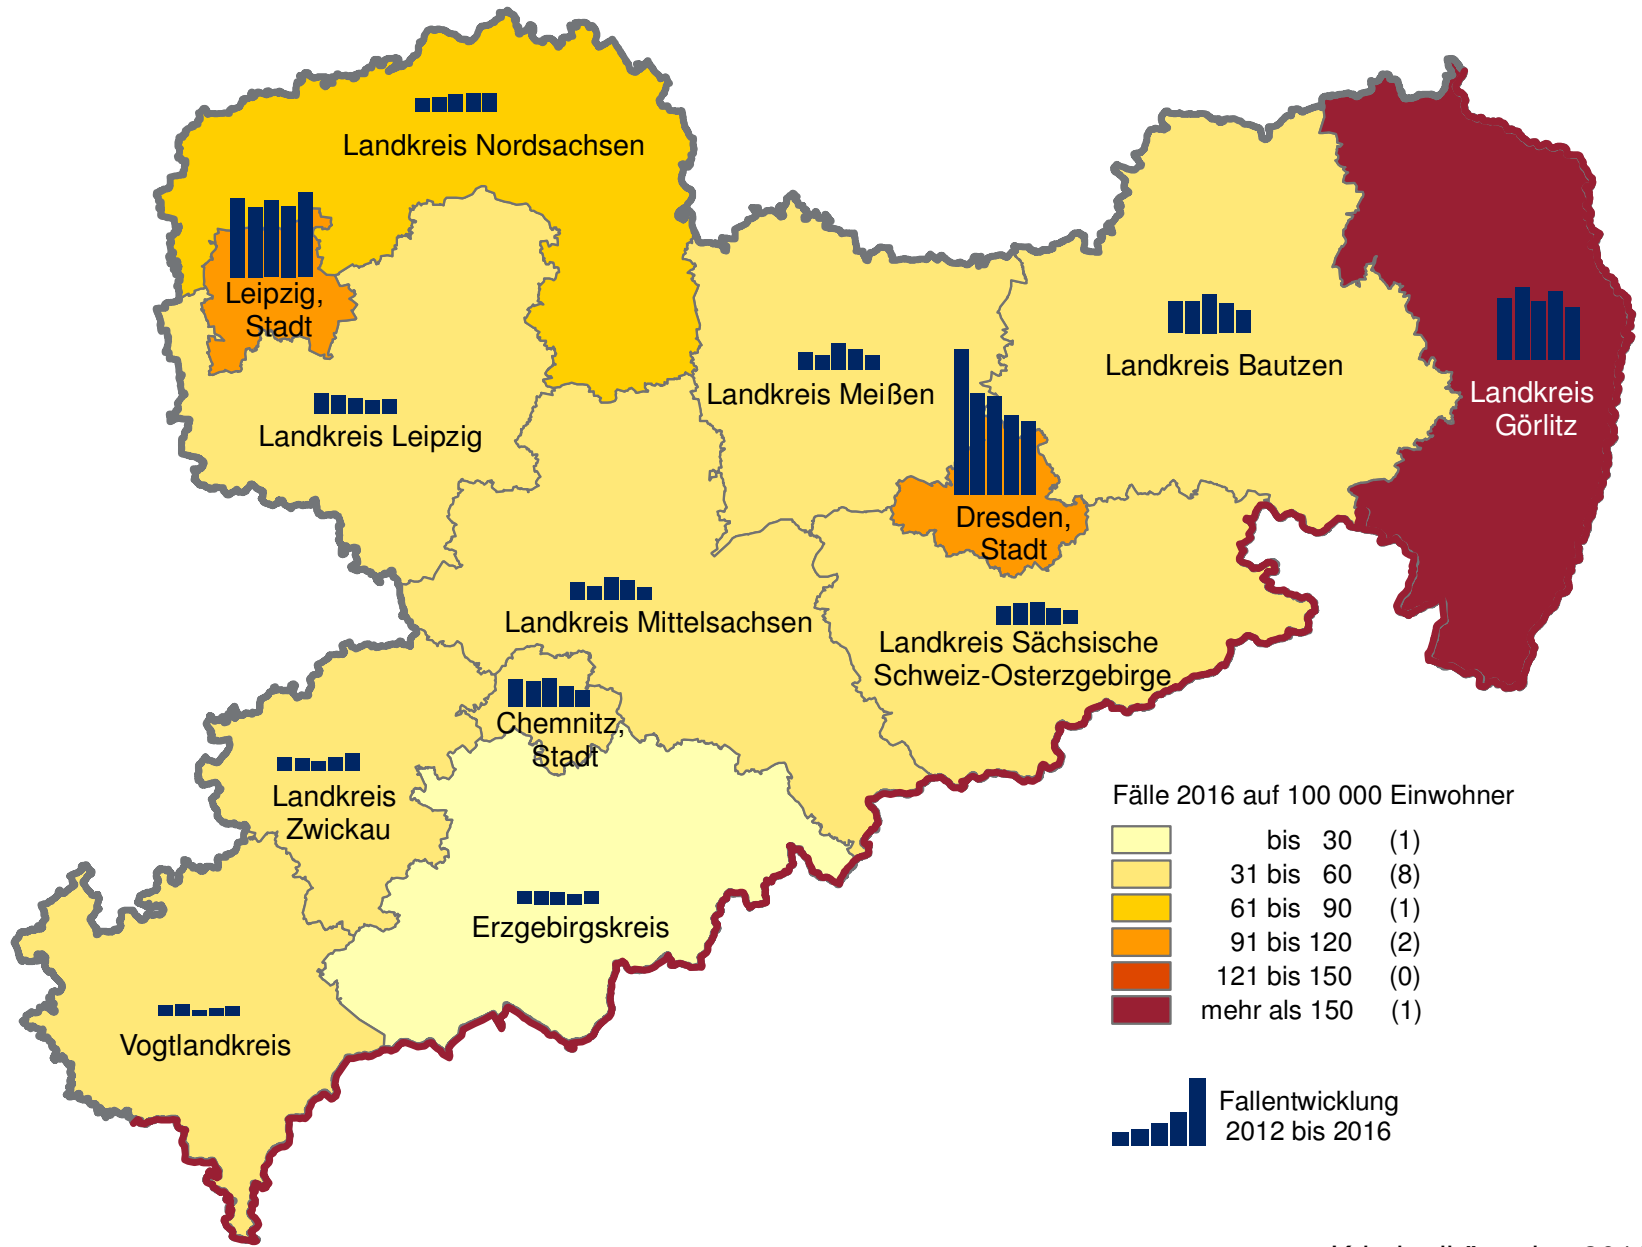 Landkreis Nordsachsen
Leipzig,
Stadt
Landkreis Leipzig
Landkreis Meißen
Landkreis Bautzen
Landkreis
Görlitz
Dresden,
Stadt
Landkreis Mittelsachsen
Landkreis Sächsische
Schweiz-Osterzgebirge
Chemnitz,
Stadt
Landkreis
Zwickau
Erzgebirgskreis
Vogtlandkreis
Fälle 2016 auf 100 000 Einwohner
bis 30 (1)
31 bis 60 (8)
61 bis 90 (1)
91 bis 120 (2)
121 bis 150 (0)
mehr als 150 (1)
Fallentwicklung
2012 bis 2016